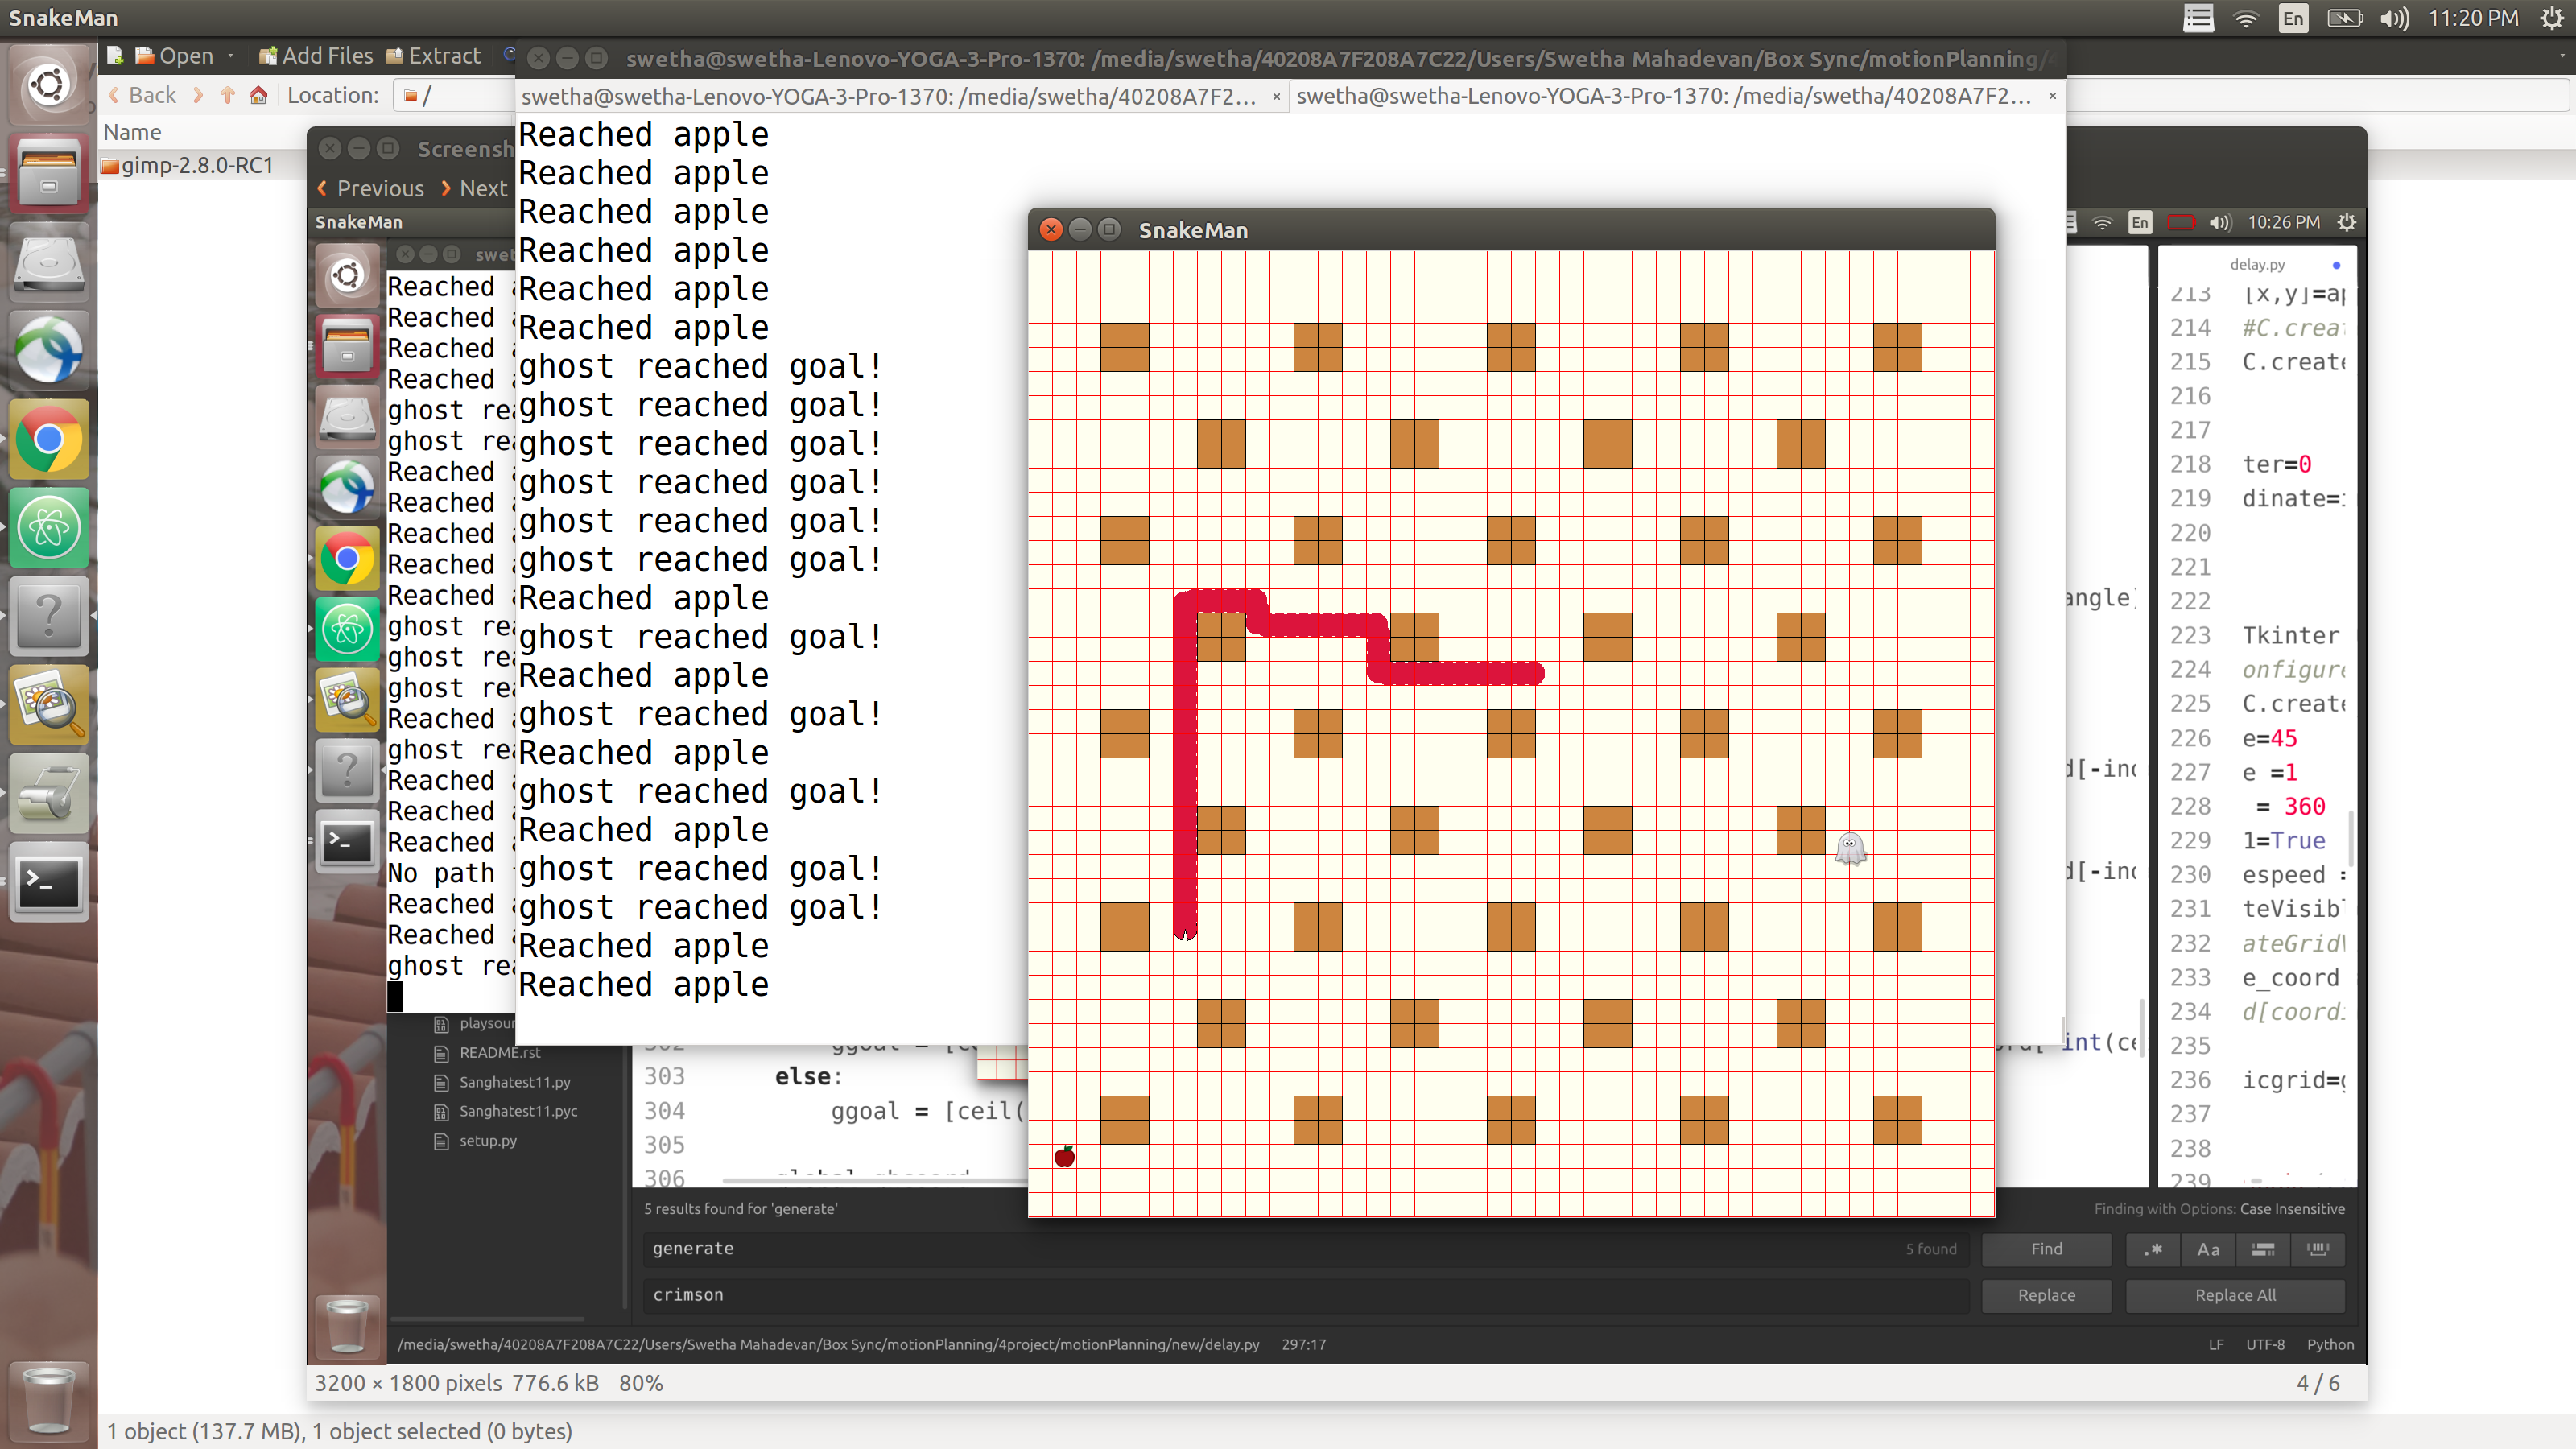 SnakeMan
En
11:20 PM
Open
Add Files
Extract
Back
Location:
/
Name
gimp-2.8.0-RC1
swetha@swetha-Lenovo-YOGA-3-Pro-1370: /media/swetha/40208A7F208A7C22/Users/Swetha Mahadevan/Box Sync/motionPlanning/4
swetha@swetha-Lenovo-YOGA-3-Pro-1370: /media/swetha/40208A7F2... ×
swetha@swetha-Lenovo-YOGA-3-Pro-1370: /media/swetha/40208A7F2... ×
Reached apple
Reached apple
Reached apple
Reached apple
Reached apple
Reached apple
ghost reached goal!
ghost reached goal!
ghost reached goal!
ghost reached goal!
ghost reached goal!
ghost reached goal!
Reached apple
ghost reached goal!
Reached apple
ghost reached goal!
Reached apple
ghost reached goal!
Reached apple
ghost reached goal!
ghost reached goal!
Reached apple
Reached apple
SnakeMan
Screensh
Previous
Next
SnakeMan
En
10:26 PM
swet
Reached a
Reached a
Reached a
Reached a
ghost rea
ghost rea
Reached a
Reached a
Reached a
Reached a
Reached a
ghost rea
ghost rea
ghost rea
Reached a
ghost rea
Reached a
Reached a
Reached a
No path
Reached a
Reached a
ghost rea
playsour
README.rst
Sanghatest11.py
Sanghatest11.pyc
setup.py
303 else:
304 ggoal = [ceil(
305
306
angle)
d[-ind
d[-ind
int(ce
delay.py
213 [x,y]=ap
214 #C.creat
215 C.create
216
217
218 ter=0
219 dinate=i
220
221
222
223 Tkinter
224 onfigure
225 C.create
226 e=45
227 e =1
228 = 360
229 1=True
230 espeed =
231 teVisibl
232 ateGridV
233 e_coord
234 d[coordi
235
236 icgrid=g
237
238
239
5 results found for 'generate'
Finding with Options: Case Insensitive
generate
5 found
Find
.*
Aa
crimson
Replace
Replace All
/media/swetha/40208A7F208A7C22/Users/Swetha Mahadevan/Box Sync/motionPlanning/4project/motionPlanning/new/delay.py 297:17
LF UTF-8 Python
3200 × 1800 pixels 776.6 kB 80%
4 / 6
1 object (137.7 MB), 1 object selected (0 bytes)